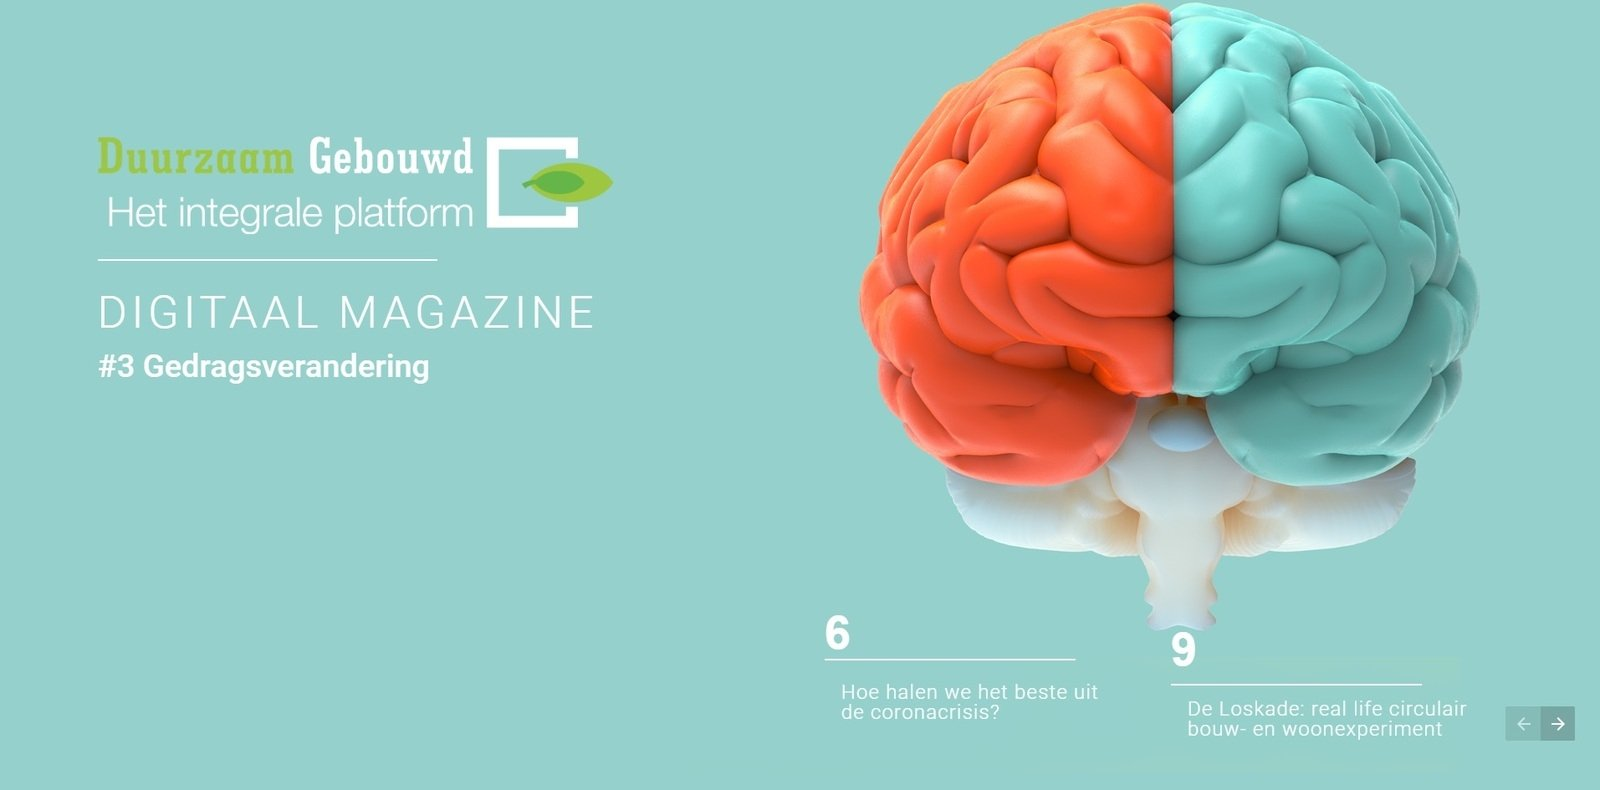 Duurzaam Gebouwd
Het integrale platform
DIGITAAL MAGAZINE
#3 Gedragsverandering
6
Hoe halen we het beste uit
de coronacrisis?
9
De Loskade: real life circulair
bouw- en woonexperiment